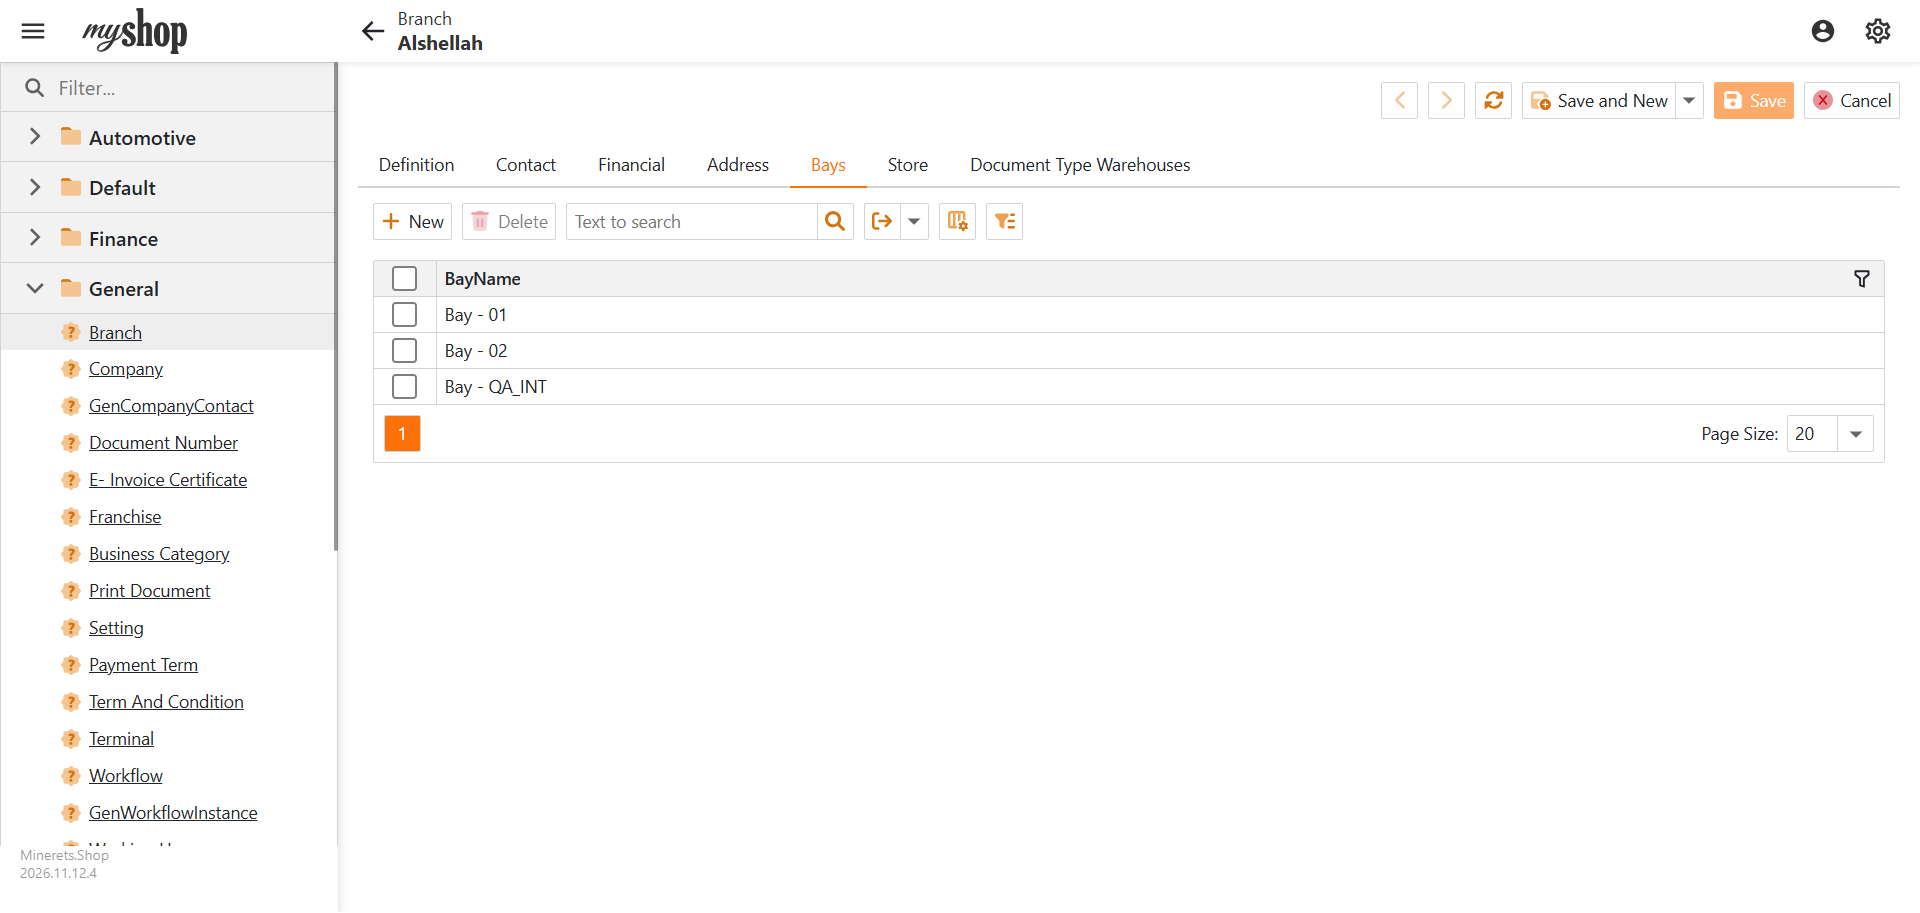 myshop
Branch
Alshellah
Filter...
Automotive
Default
Finance
General
Branch
Company
GenCompanyContact
Document Number
E- Invoice Certificate
Franchise
Business Category
Print Document
Setting
Payment Term
Term And Condition
Terminal
Workflow
GenWorkflowInstance
Minerets.Shop
2026.11.12.4
Save and New
Save
Cancel
Definition Contact Financial Address Bays Store Document Type Warehouses
New Delete Text to search
BayName
Bay - 01
Bay - 02
Bay - QA_INT
1
Page Size: 20